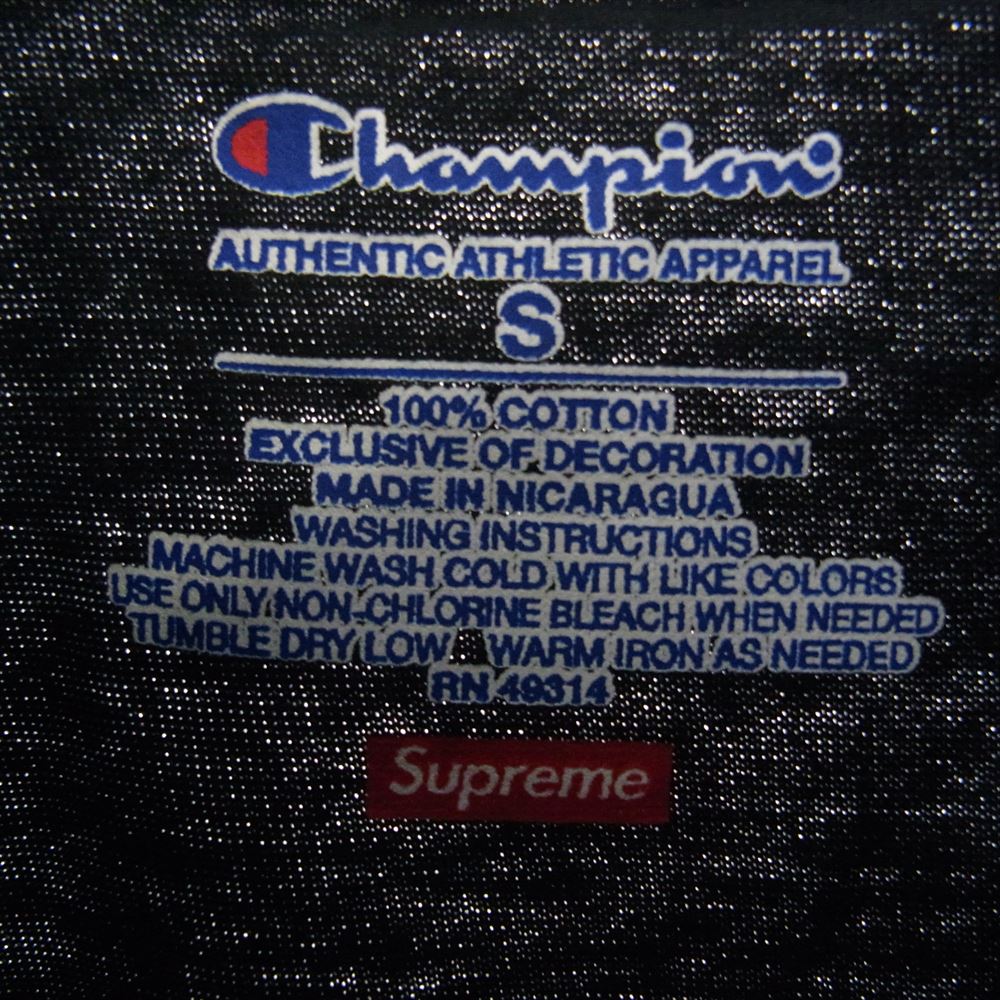 Champion
AUTHENTIC ATHLETIC APPAREL
S
100% COTTON
EXCLUSIVE OF DECORATION
MADE IN NICARAGUA
WASHING INSTRUCTIONS
MACHINE WASH COLD WITH LIKE COLORS
USE ONLY NON-CHLORINE BLEACH WHEN NEEDED
TUMBLE DRY LOW WARM IRON AS NEEDED
RN 49314
Supreme